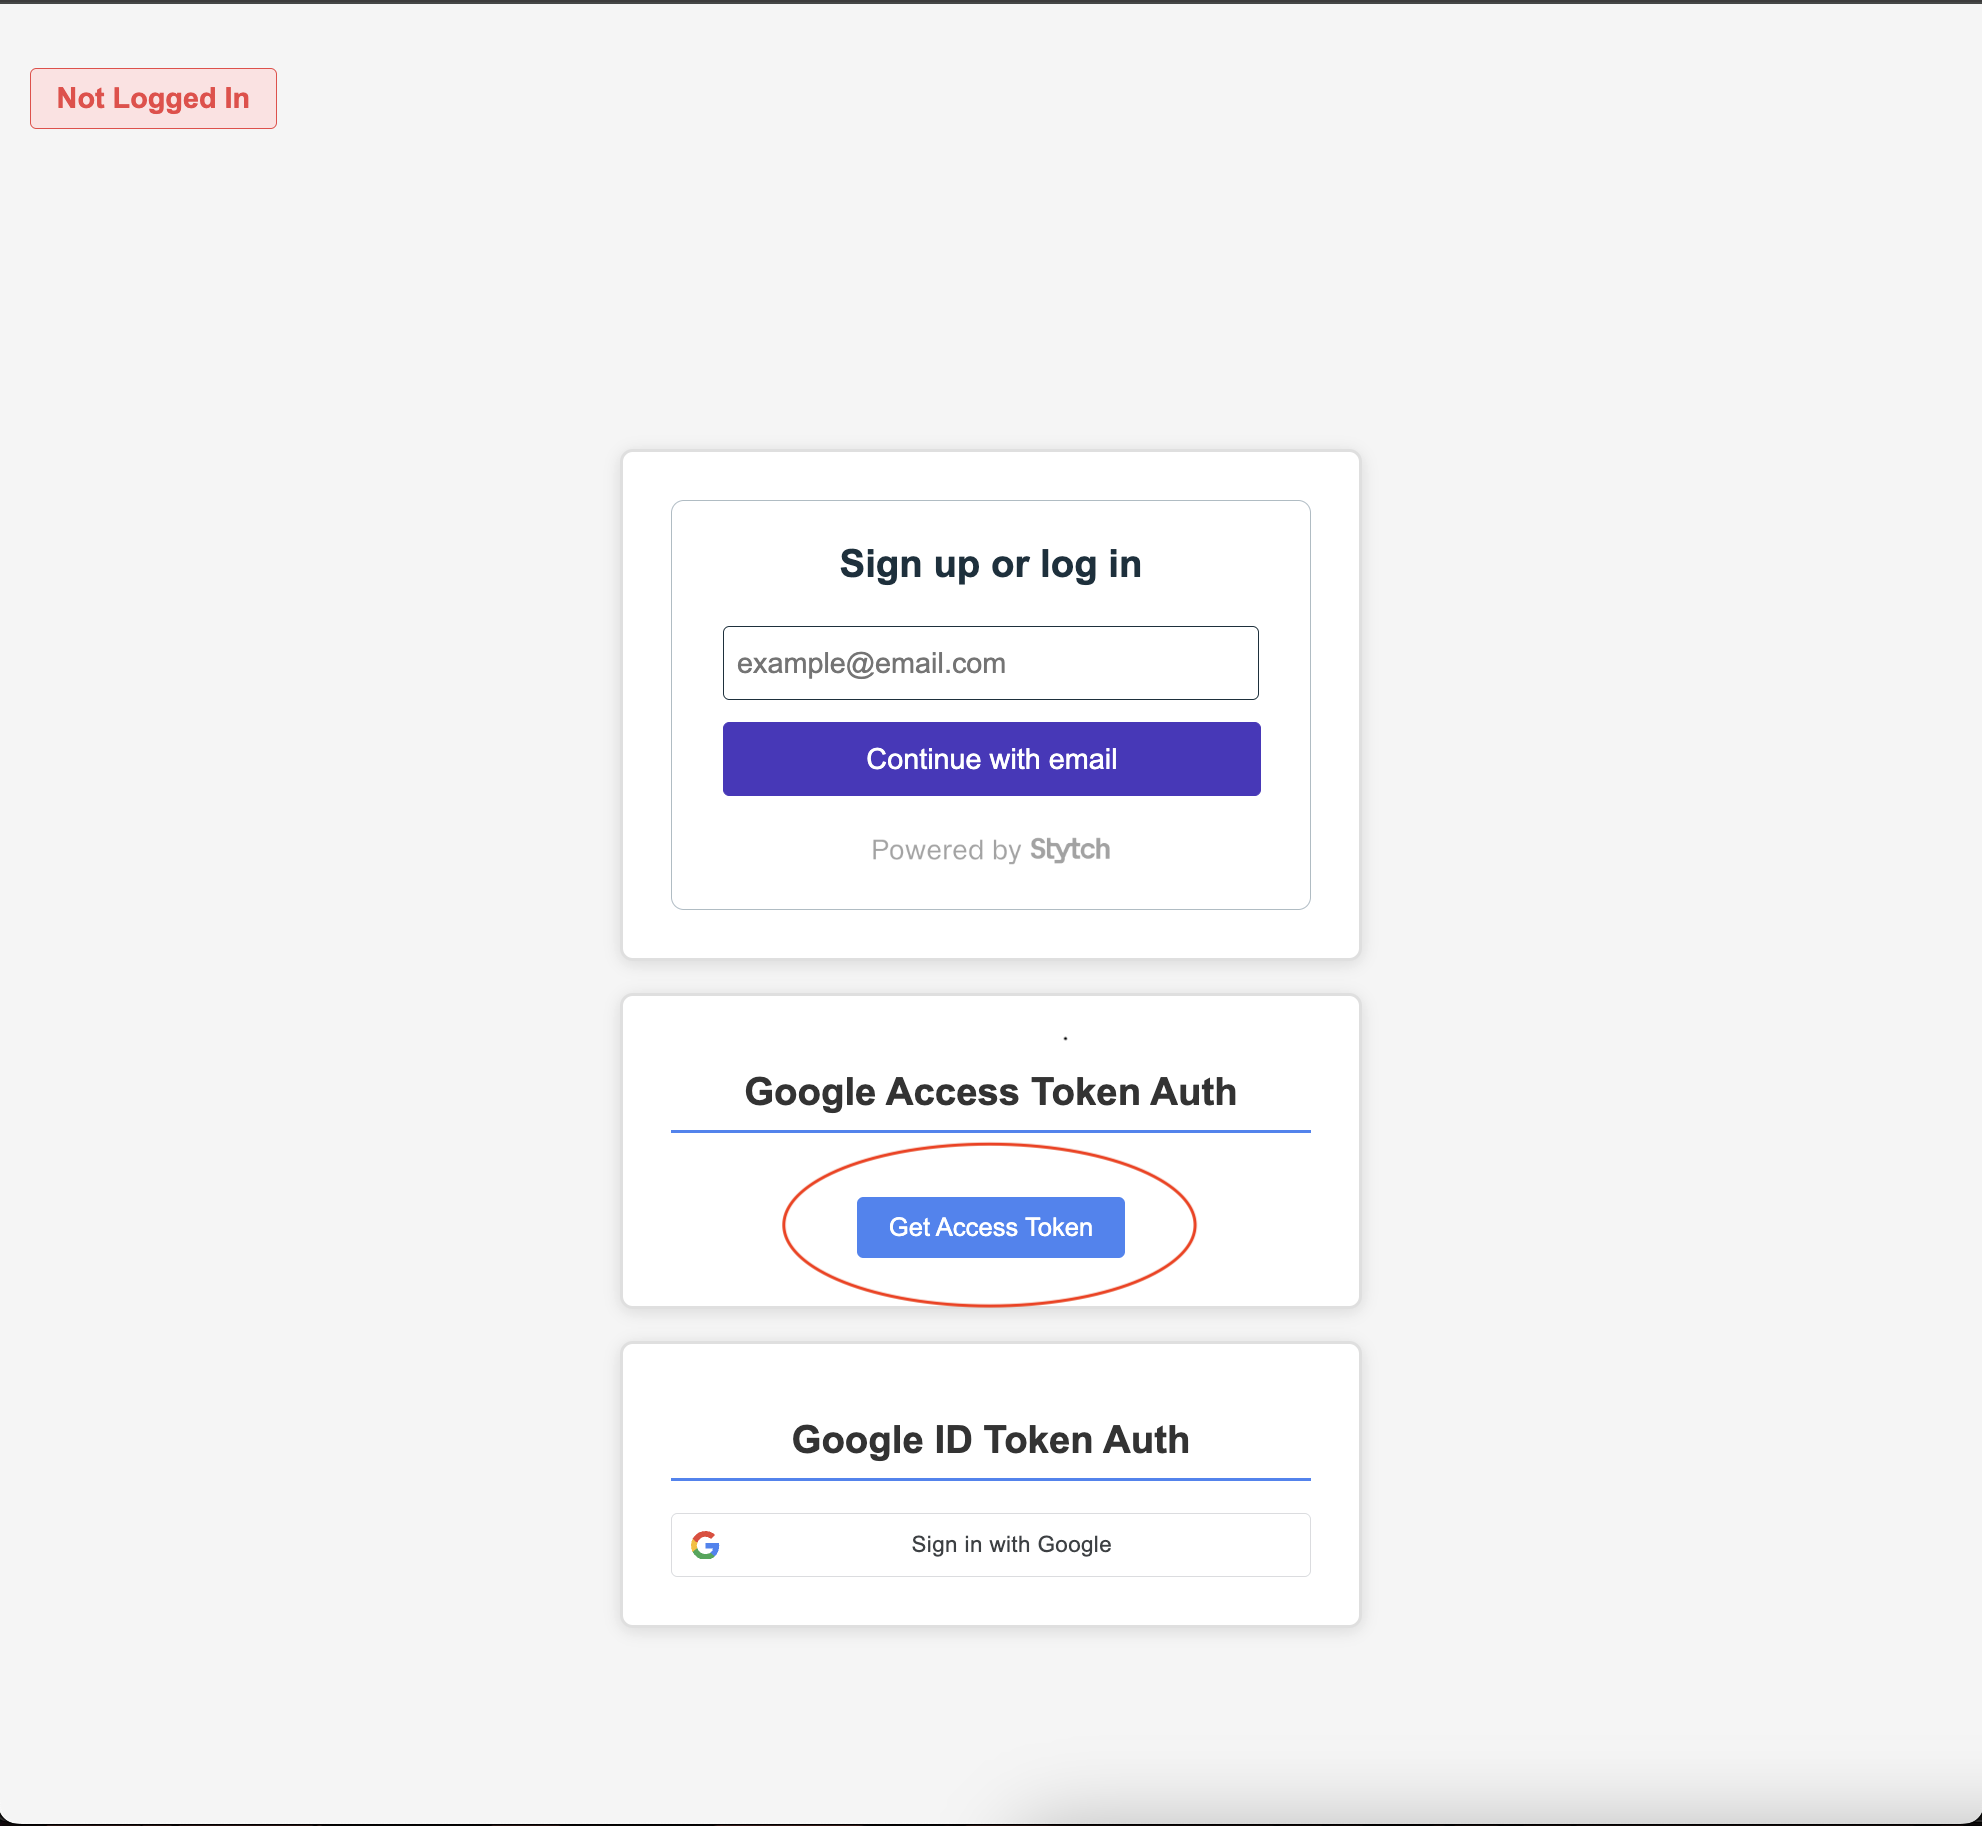 Not Logged In
Sign up or log in
example@email.com
Continue with email
Powered by Stytch
Google Access Token Auth
Get Access Token
Google ID Token Auth
Sign in with Google